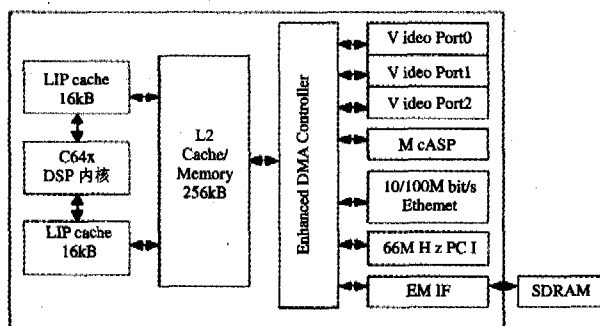 LIP cache
16kB
C64x
DSP 内核
LIP cache
16kB
L2
Cache/
Memory
256kB
Enhanced DMA Controller
V ideo Port0
V ideo Port1
V ideo Port2
M cASP
10/100M bit/s
Ethemet
66M H z PC I
EM IF
SDRAM